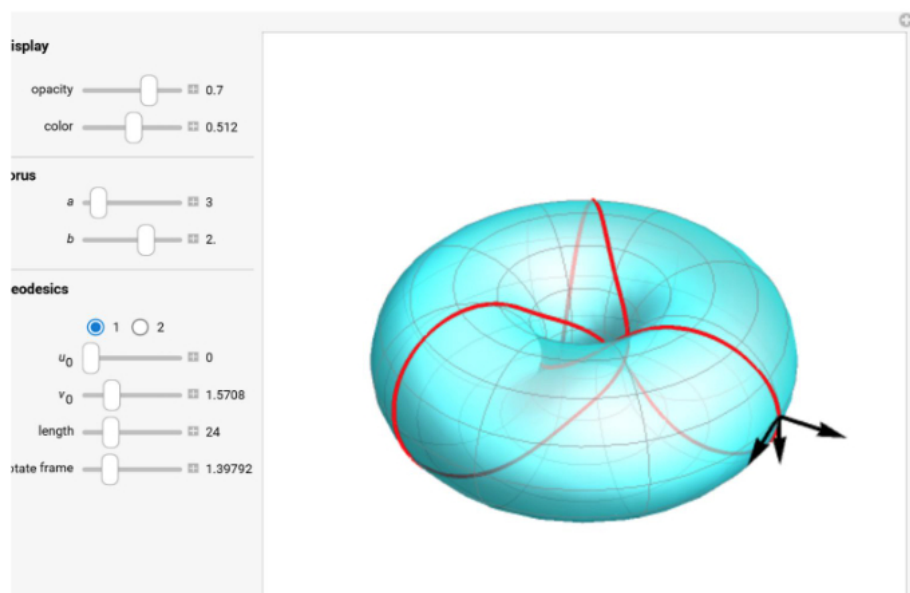 isplay
opacity 0.7
color 0.512
orus
a 3
b 2.
eodesics
1 2
u0 0
v0 1.5708
length 24
otate frame 1.39792